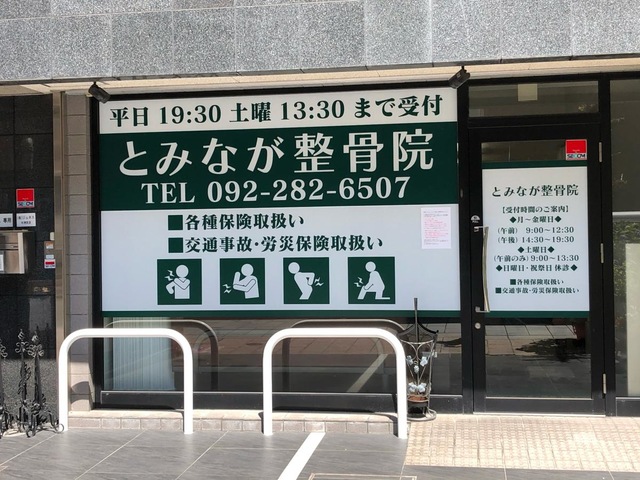 平日 19:30 土曜 13:30 まで受付
とみなが整骨院
TEL 092-282-6507
■各種保険取扱い
■交通事故･労災保険取扱い
SECOM
とみなが整骨院
【受付時間のご案内】
◆月～金曜日◆
(午前) 9:00～12:30
(午後) 14:30～19:30
◆土曜日◆
(午前のみ) 9:00～13:30
◆日曜日・祝祭日 休診◆
■各種保険取扱い
■交通事故・労災保険取扱い